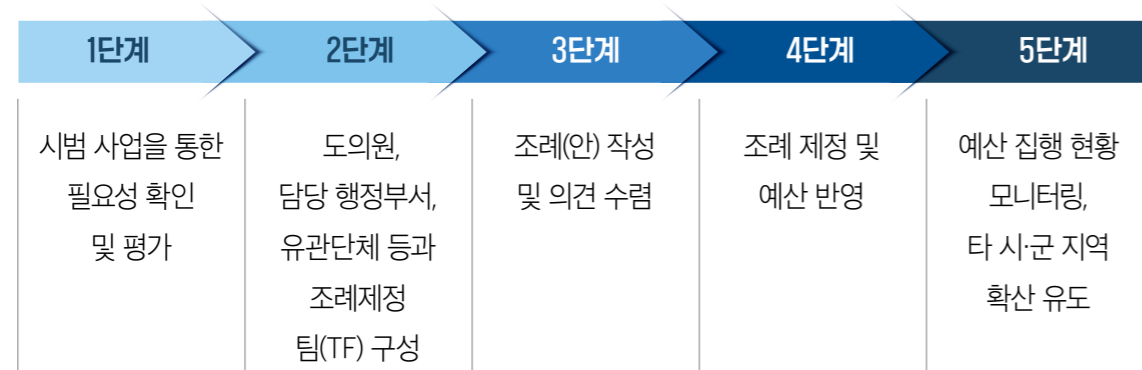 1단계
2단계
3단계
4단계
5단계
시범 사업을 통한
필요성 확인
및 평가
도의원,
담당 행정부서,
유관단체 등과
조례제정
팀(TF) 구성
조례(안) 작성
및 의견 수렴
조례 제정 및
예산 반영
예산 집행 현황
모니터링,
타 시·군 지역
확산 유도